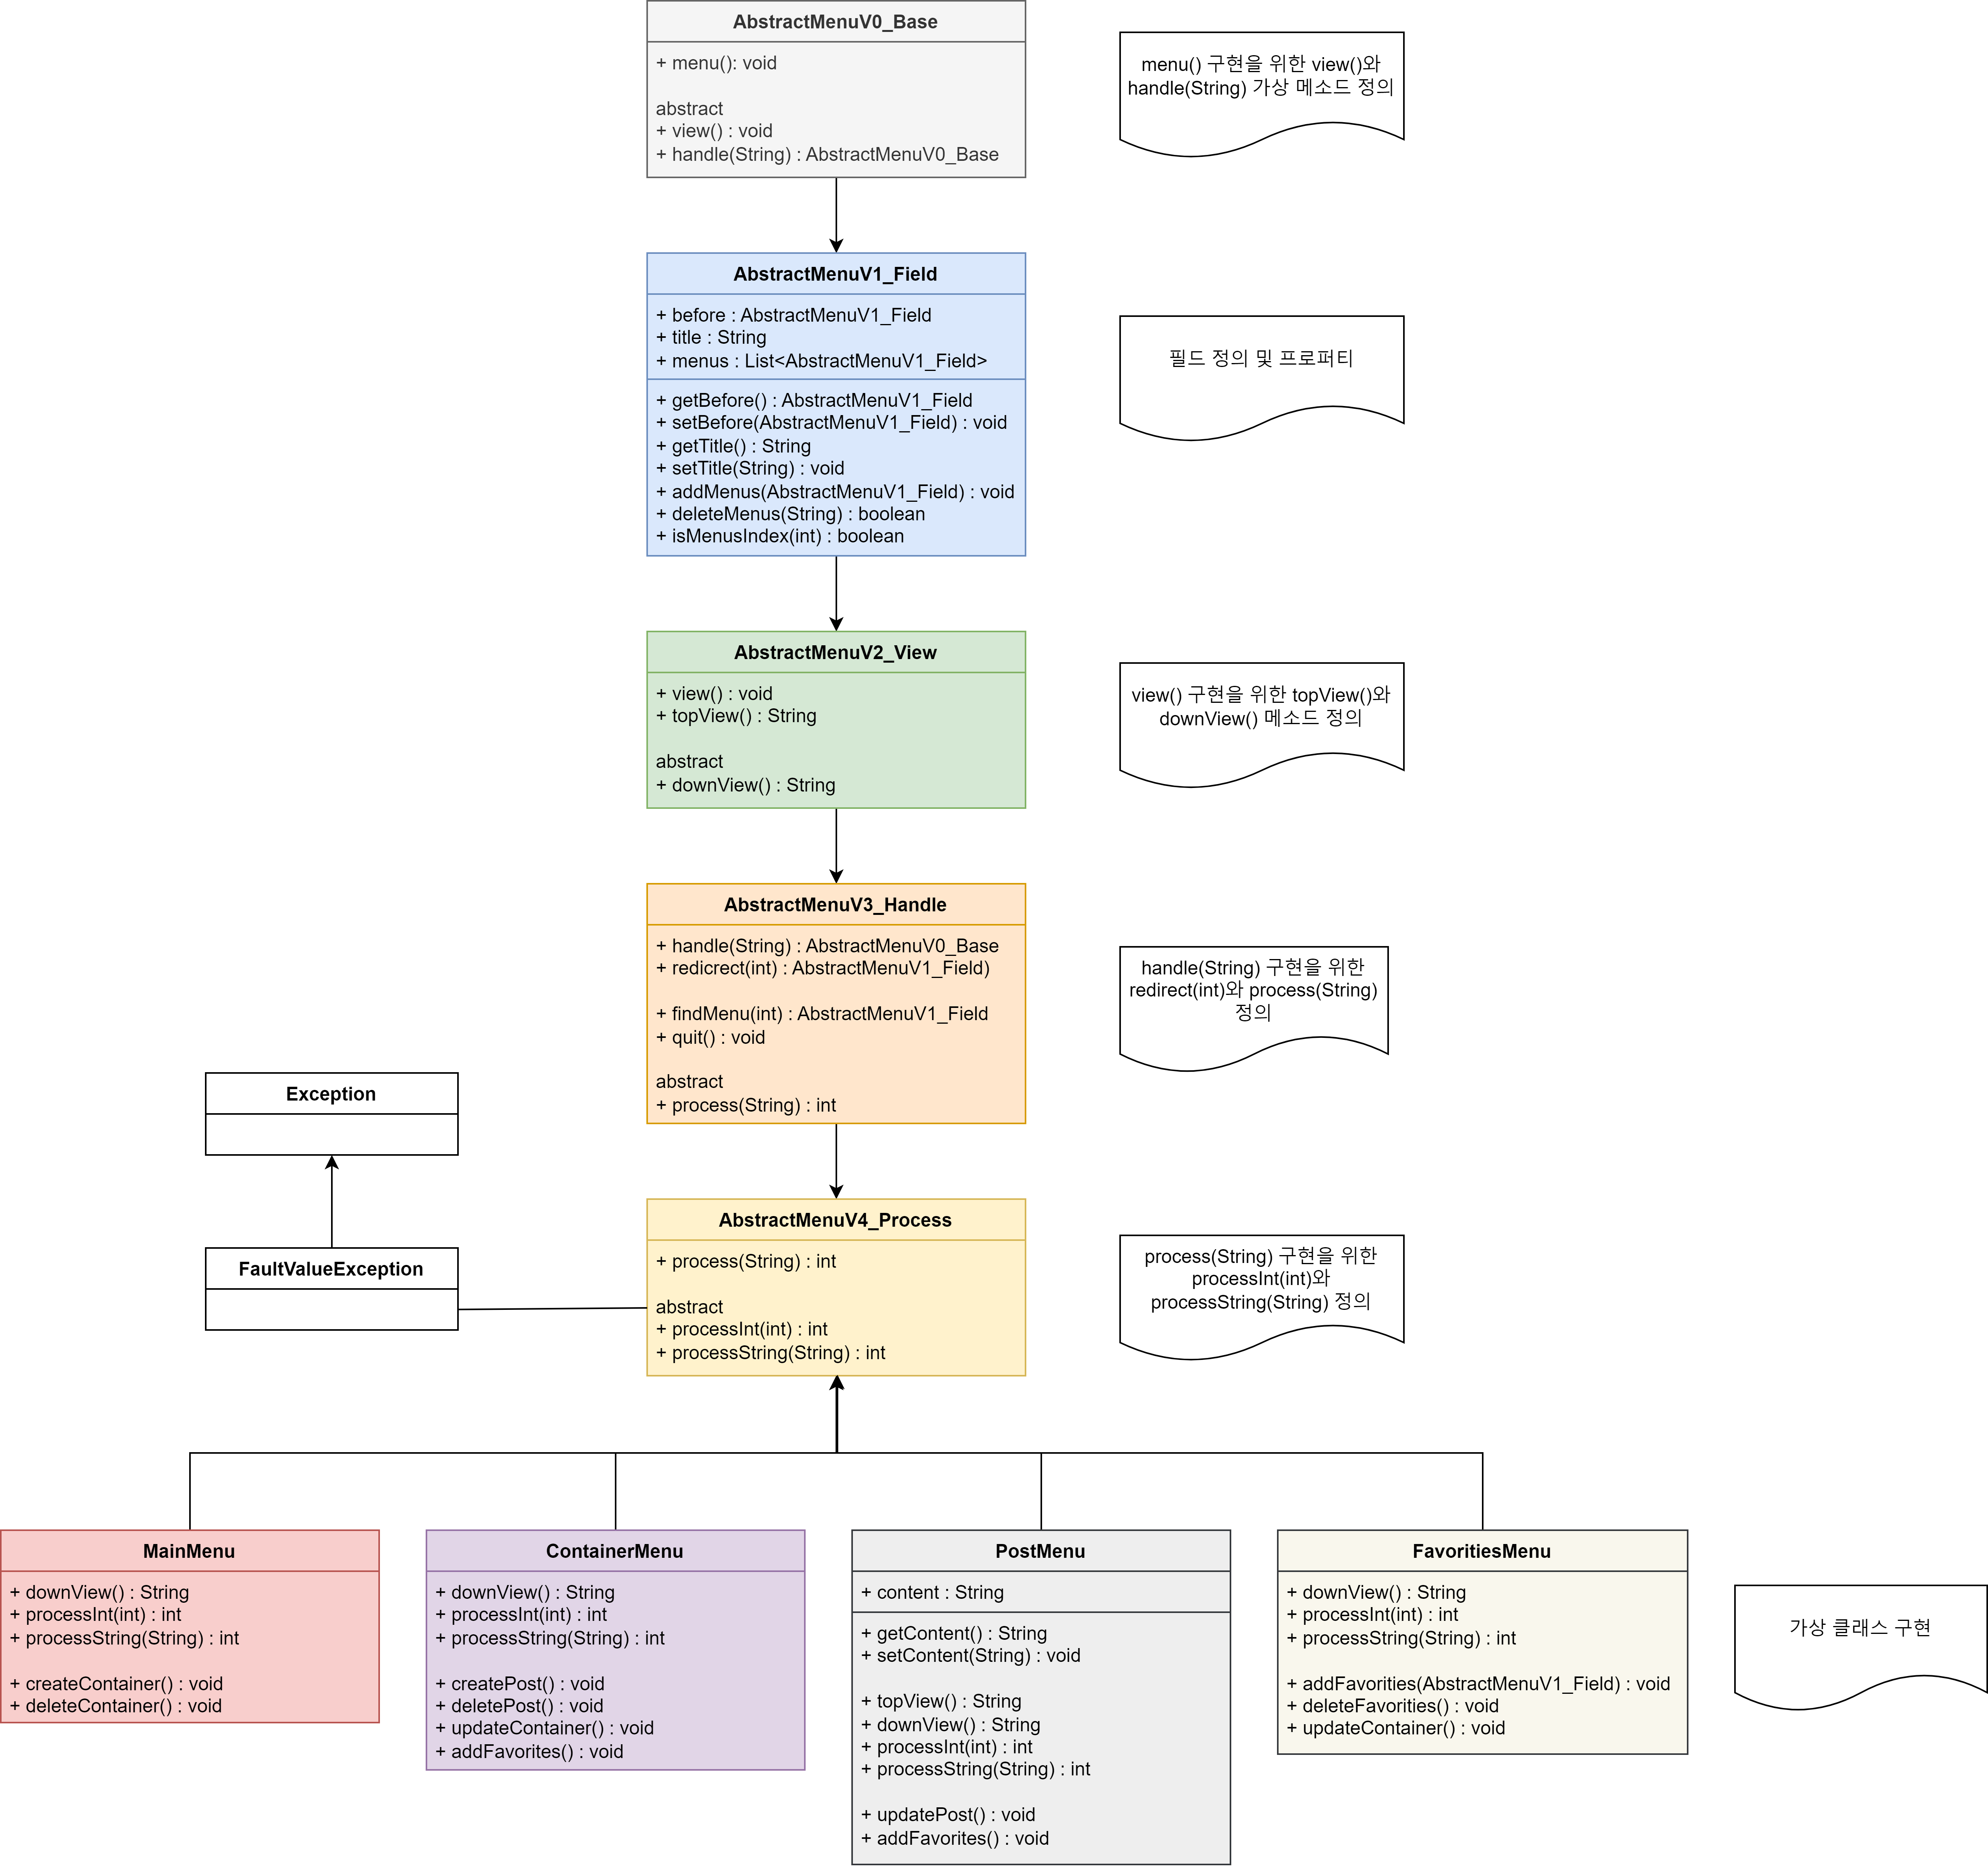 AbstractMenuV0_Base
+ menu(): void
abstract
+ view() : void
+ handle(String) : AbstractMenuV0_Base
menu() 구현을 위한 view()와
handle(String) 가상 메소드 정의
AbstractMenuV1_Field
+ before : AbstractMenuV1_Field
+ title : String
+ menus : List<AbstractMenuV1_Field>
+ getBefore() : AbstractMenuV1_Field
+ setBefore(AbstractMenuV1_Field) : void
+ getTitle() : String
+ setTitle(String) : void
+ addMenus(AbstractMenuV1_Field) : void
+ deleteMenus(String) : boolean
+ isMenusIndex(int) : boolean
필드 정의 및 프로퍼티
AbstractMenuV2_View
+ view() : void
+ topView() : String
abstract
+ downView() : String
view() 구현을 위한 topView()와
downView() 메소드 정의
AbstractMenuV3_Handle
+ handle(String) : AbstractMenuV0_Base
+ redicrect(int) : AbstractMenuV1_Field)
+ findMenu(int) : AbstractMenuV1_Field
+ quit() : void
abstract
+ process(String) : int
handle(String) 구현을 위한
redirect(int)와 process(String)
정의
Exception
FaultValueException
AbstractMenuV4_Process
+ process(String) : int
abstract
+ processInt(int) : int
+ processString(String) : int
process(String) 구현을 위한
processInt(int)와
processString(String) 정의
MainMenu
+ downView() : String
+ processInt(int) : int
+ processString(String) : int
+ createContainer() : void
+ deleteContainer() : void
ContainerMenu
+ downView() : String
+ processInt(int) : int
+ processString(String) : int
+ createPost() : void
+ deletePost() : void
+ updateContainer() : void
+ addFavorites() : void
PostMenu
+ content : String
+ getContent() : String
+ setContent(String) : void
+ topView() : String
+ downView() : String
+ processInt(int) : int
+ processString(String) : int
+ updatePost() : void
+ addFavorites() : void
FavoritiesMenu
+ downView() : String
+ processInt(int) : int
+ processString(String) : int
+ addFavorities(AbstractMenuV1_Field) : void
+ deleteFavorities() : void
+ updateContainer() : void
가상 클래스 구현